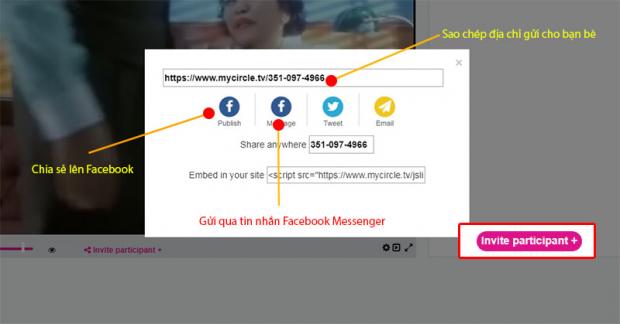 Sao chép địa chỉ gửi cho bạn bè
×
https://www.mycircle.tv/351-097-4966
Publish
Tweet
Email
Share anywhere 351-097-4966
Chia sẻ lên Facebook
Embed in your site <script src="https://www.mycircle.tv/jsli
Gửi qua tin nhắn Facebook Messenger
Invite participant +
Invite participant +